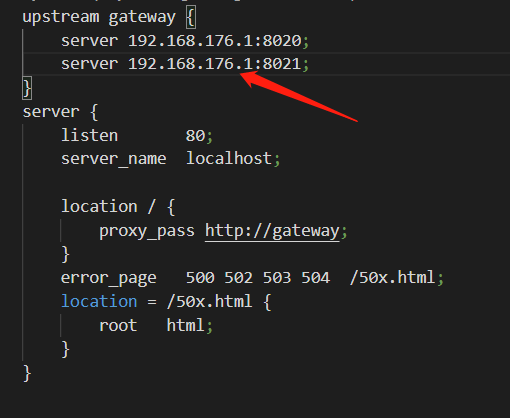 upstream gateway {
server 192.168.176.1:8020;
server 192.168.176.1:8021;
}
server {
listen 80;
server_name localhost;
location / {
proxy_pass http://gateway;
}
error_page 500 502 503 504 /50x.html;
location = /50x.html {
root html;
}
}